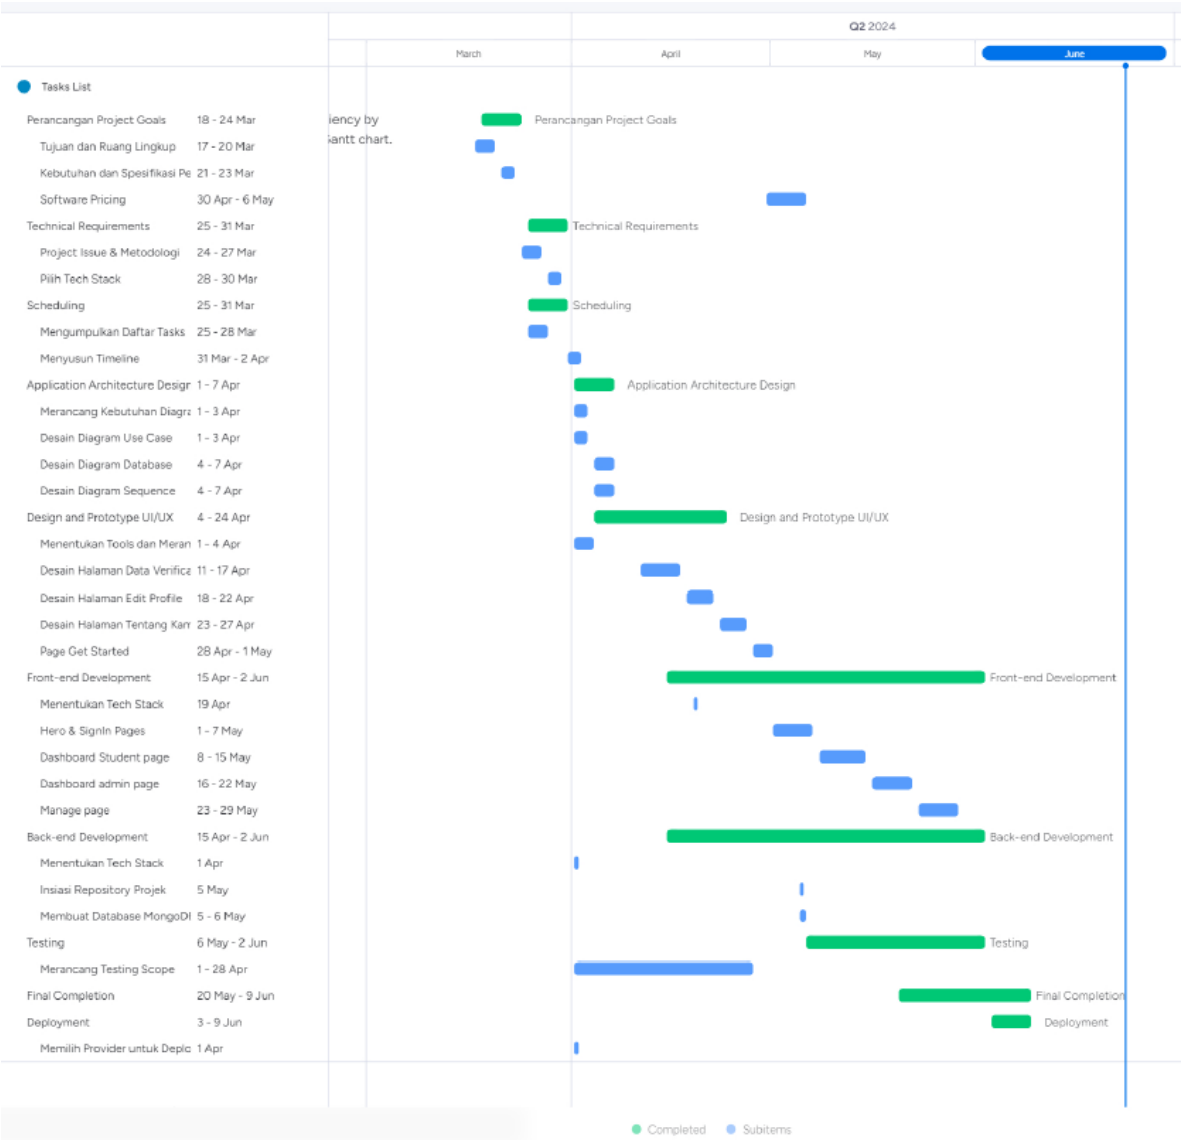 Q2 2024
March April May June
Tasks List
iency by
Gantt chart.
Perancangan Project Goals 18 - 24 Mar Perancangan Project Goals
Tujuan dan Ruang Lingkup 17 - 20 Mar
Kebutuhan dan Spesifikasi Pe 21 - 23 Mar
Software Pricing 30 Apr - 6 May
Technical Requirements 25 - 31 Mar Technical Requirements
Project Issue & Metodologi 24 - 27 Mar
Pilih Tech Stack 28 - 30 Mar
Scheduling 25 - 31 Mar Scheduling
Mengumpulkan Daftar Tasks 25 - 28 Mar
Menyusun Timeline 31 Mar - 2 Apr
Application Architecture Design 1 - 7 Apr Application Architecture Design
Merancang Kebutuhan Diagra 1 - 3 Apr
Desain Diagram Use Case 1 - 3 Apr
Desain Diagram Database 4 - 7 Apr
Desain Diagram Sequence 4 - 7 Apr
Design and Prototype UI/UX 4 - 24 Apr Design and Prototype UI/UX
Menentukan Tools dan Meran 1 - 4 Apr
Desain Halaman Data Verifica 11 - 17 Apr
Desain Halaman Edit Profile 18 - 22 Apr
Desain Halaman Tentang Kam 23 - 27 Apr
Page Get Started 28 Apr - 1 May
Front-end Development 15 Apr - 2 Jun Front-end Development
Menentukan Tech Stack 19 Apr
Hero & SignIn Pages 1 - 7 May
Dashboard Student page 8 - 15 May
Dashboard admin page 16 - 22 May
Manage page 23 - 29 May
Back-end Development 15 Apr - 2 Jun Back-end Development
Menentukan Tech Stack 1 Apr
Insiasi Repository Projek 5 May
Membuat Database MongoDB 5 - 6 May
Testing 6 May - 2 Jun Testing
Merancang Testing Scope 1 - 28 Apr
Final Completion 20 May - 9 Jun Final Completion
Deployment 3 - 9 Jun Deployment
Memilih Provider untuk Deplo 1 Apr
Completed Subitems